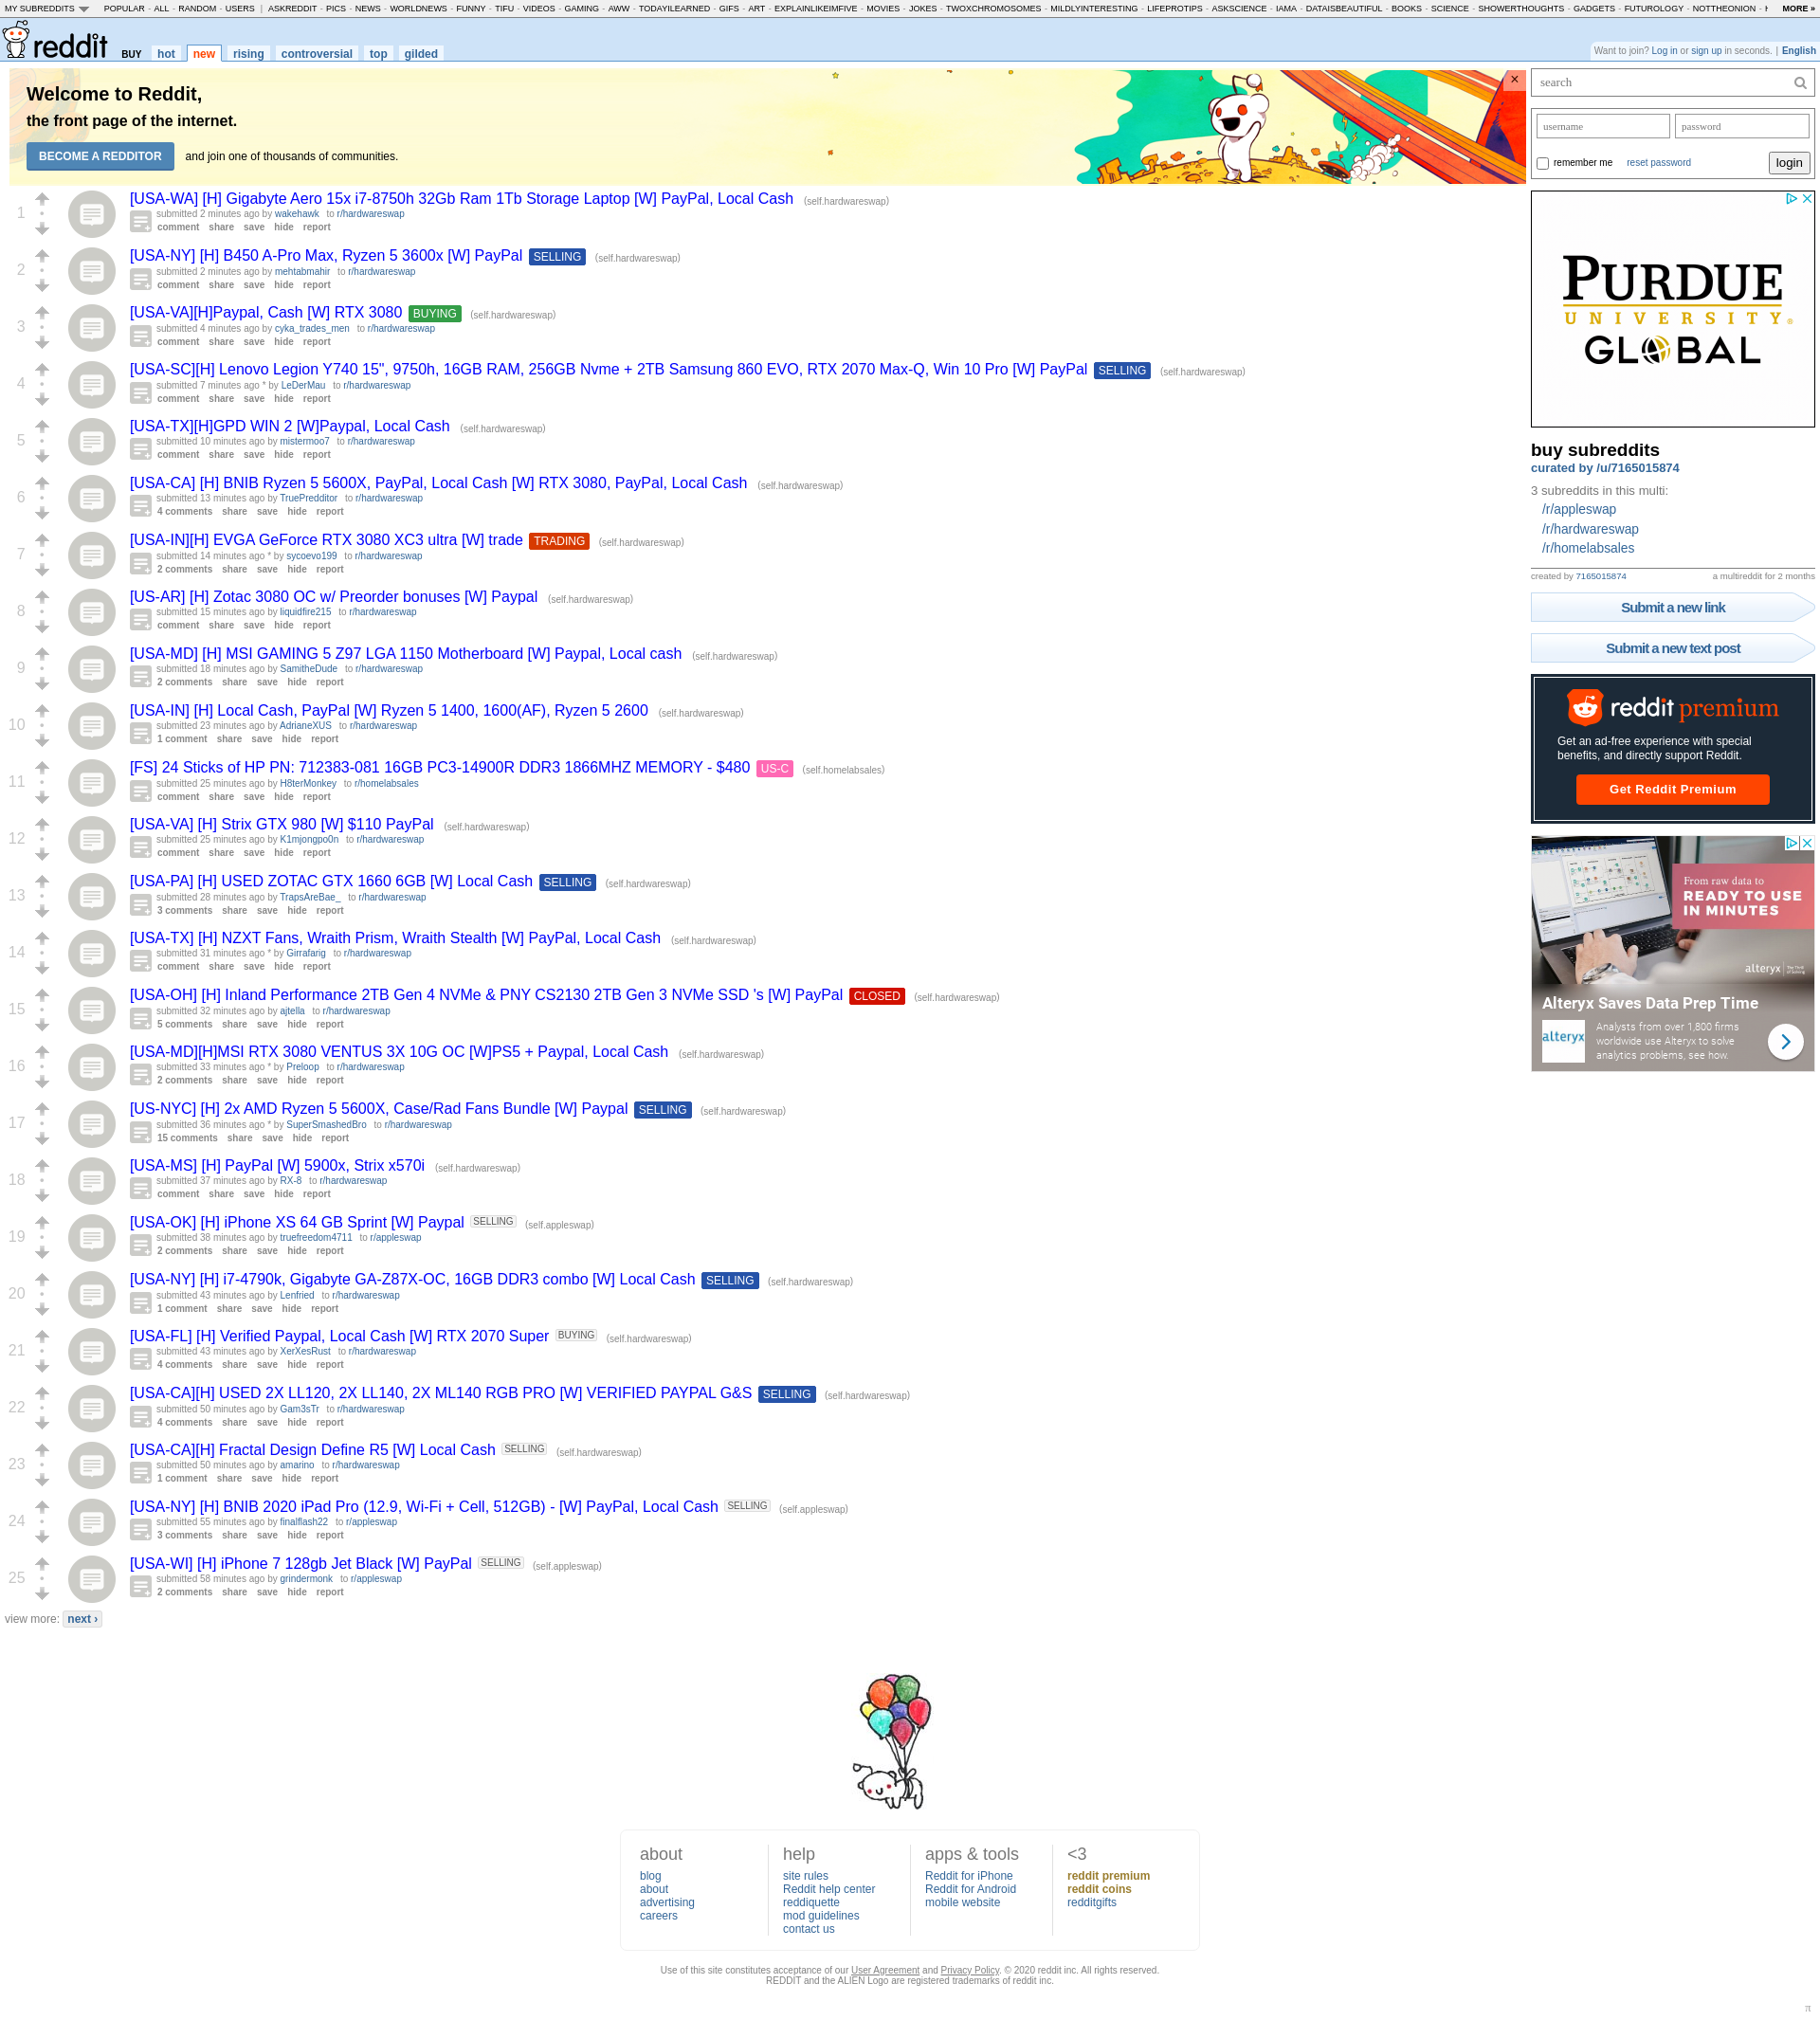 MY SUBREDDITS POPULAR - ALL - RANDOM - USERS | ASKREDDIT - PICS - NEWS - WORLDNEWS - FUNNY - TIFU - VIDEOS - GAMING - AWW - TODAYILEARNED - GIFS - ART - EXPLAINLIKEIMFIVE - MOVIES - JOKES - TWOXCHROMOSOMES - MILDLYINTERESTING - LIFEPROTIPS - ASKSCIENCE - IAMA - DATAISBEAUTIFUL - BOOKS - SCIENCE - SHOWERTHOUGHTS - GADGETS - FUTUROLOGY - NOTTHEONION - MORE »
reddit BUY hot new rising controversial top gilded
Want to join? Log in or sign up in seconds. | English
Welcome to Reddit,
the front page of the internet.
BECOME A REDDITOR and join one of thousands of communities.
×
1
[USA-WA] [H] Gigabyte Aero 15x i7-8750h 32Gb Ram 1Tb Storage Laptop [W] PayPal, Local Cash (self.hardwareswap)
submitted 2 minutes ago by wakehawk to r/hardwareswap
comment share save hide report
2
[USA-NY] [H] B450 A-Pro Max, Ryzen 5 3600x [W] PayPal SELLING (self.hardwareswap)
submitted 2 minutes ago by mehtabmahir to r/hardwareswap
comment share save hide report
3
[USA-VA][H]Paypal, Cash [W] RTX 3080 BUYING (self.hardwareswap)
submitted 4 minutes ago by cyka_trades_men to r/hardwareswap
comment share save hide report
4
[USA-SC][H] Lenovo Legion Y740 15", 9750h, 16GB RAM, 256GB Nvme + 2TB Samsung 860 EVO, RTX 2070 Max-Q, Win 10 Pro [W] PayPal SELLING (self.hardwareswap)
submitted 7 minutes ago * by LeDerMau to r/hardwareswap
comment share save hide report
5
[USA-TX][H]GPD WIN 2 [W]Paypal, Local Cash (self.hardwareswap)
submitted 10 minutes ago by mistermoo7 to r/hardwareswap
comment share save hide report
6
[USA-CA] [H] BNIB Ryzen 5 5600X, PayPal, Local Cash [W] RTX 3080, PayPal, Local Cash (self.hardwareswap)
submitted 13 minutes ago by TruePredditor to r/hardwareswap
4 comments share save hide report
7
[USA-IN][H] EVGA GeForce RTX 3080 XC3 ultra [W] trade TRADING (self.hardwareswap)
submitted 14 minutes ago * by sycoevo199 to r/hardwareswap
2 comments share save hide report
8
[US-AR] [H] Zotac 3080 OC w/ Preorder bonuses [W] Paypal (self.hardwareswap)
submitted 15 minutes ago by liquidfire215 to r/hardwareswap
comment share save hide report
9
[USA-MD] [H] MSI GAMING 5 Z97 LGA 1150 Motherboard [W] Paypal, Local cash (self.hardwareswap)
submitted 18 minutes ago by SamitheDude to r/hardwareswap
2 comments share save hide report
10
[USA-IN] [H] Local Cash, PayPal [W] Ryzen 5 1400, 1600(AF), Ryzen 5 2600 (self.hardwareswap)
submitted 23 minutes ago by AdrianeXUS to r/hardwareswap
1 comment share save hide report
11
[FS] 24 Sticks of HP PN: 712383-081 16GB PC3-14900R DDR3 1866MHZ MEMORY - $480 US-C (self.homelabsales)
submitted 25 minutes ago by H8terMonkey to r/homelabsales
comment share save hide report
12
[USA-VA] [H] Strix GTX 980 [W] $110 PayPal (self.hardwareswap)
submitted 25 minutes ago by K1mjongpo0n to r/hardwareswap
comment share save hide report
13
[USA-PA] [H] USED ZOTAC GTX 1660 6GB [W] Local Cash SELLING (self.hardwareswap)
submitted 28 minutes ago by TrapsAreBae_ to r/hardwareswap
3 comments share save hide report
14
[USA-TX] [H] NZXT Fans, Wraith Prism, Wraith Stealth [W] PayPal, Local Cash (self.hardwareswap)
submitted 31 minutes ago * by Girrafarig to r/hardwareswap
comment share save hide report
15
[USA-OH] [H] Inland Performance 2TB Gen 4 NVMe & PNY CS2130 2TB Gen 3 NVMe SSD 's [W] PayPal CLOSED (self.hardwareswap)
submitted 32 minutes ago by ajtella to r/hardwareswap
5 comments share save hide report
16
[USA-MD][H]MSI RTX 3080 VENTUS 3X 10G OC [W]PS5 + Paypal, Local Cash (self.hardwareswap)
submitted 33 minutes ago * by Preloop to r/hardwareswap
2 comments share save hide report
17
[US-NYC] [H] 2x AMD Ryzen 5 5600X, Case/Rad Fans Bundle [W] Paypal SELLING (self.hardwareswap)
submitted 36 minutes ago * by SuperSmashedBro to r/hardwareswap
15 comments share save hide report
18
[USA-MS] [H] PayPal [W] 5900x, Strix x570i (self.hardwareswap)
submitted 37 minutes ago by RX-8 to r/hardwareswap
comment share save hide report
19
[USA-OK] [H] iPhone XS 64 GB Sprint [W] Paypal SELLING (self.appleswap)
submitted 38 minutes ago by truefreedom4711 to r/appleswap
2 comments share save hide report
20
[USA-NY] [H] i7-4790k, Gigabyte GA-Z87X-OC, 16GB DDR3 combo [W] Local Cash SELLING (self.hardwareswap)
submitted 43 minutes ago by Lenfried to r/hardwareswap
1 comment share save hide report
21
[USA-FL] [H] Verified Paypal, Local Cash [W] RTX 2070 Super BUYING (self.hardwareswap)
submitted 43 minutes ago by XerXesRust to r/hardwareswap
4 comments share save hide report
22
[USA-CA][H] USED 2X LL120, 2X LL140, 2X ML140 RGB PRO [W] VERIFIED PAYPAL G&S SELLING (self.hardwareswap)
submitted 50 minutes ago by Gam3sTr to r/hardwareswap
4 comments share save hide report
23
[USA-CA][H] Fractal Design Define R5 [W] Local Cash SELLING (self.hardwareswap)
submitted 50 minutes ago by amarino to r/hardwareswap
1 comment share save hide report
24
[USA-NY] [H] BNIB 2020 iPad Pro (12.9, Wi-Fi + Cell, 512GB) - [W] PayPal, Local Cash SELLING (self.appleswap)
submitted 55 minutes ago by finalflash22 to r/appleswap
3 comments share save hide report
25
[USA-WI] [H] iPhone 7 128gb Jet Black [W] PayPal SELLING (self.appleswap)
submitted 58 minutes ago by grindermonk to r/appleswap
2 comments share save hide report
view more: next ›
search
username password
remember me reset password login
PURDUE
UNIVERSITY®
GLOBAL
buy subreddits
curated by /u/7165015874
3 subreddits in this multi:
/r/appleswap
/r/hardwareswap
/r/homelabsales
created by 7165015874 a multireddit for 2 months
Submit a new link
Submit a new text post
reddit premium
Get an ad-free experience with special
benefits, and directly support Reddit.
Get Reddit Premium
From raw data to
READY TO USE
IN MINUTES
alteryx
Alteryx Saves Data Prep Time
alteryx
Analysts from over 1,800 firms
worldwide use Alteryx to solve
analytics problems, see how.
about
blog
about
advertising
careers
help
site rules
Reddit help center
reddiquette
mod guidelines
contact us
apps & tools
Reddit for iPhone
Reddit for Android
mobile website
<3
reddit premium
reddit coins
redditgifts
Use of this site constitutes acceptance of our User Agreement and Privacy Policy. © 2020 reddit inc. All rights reserved.
REDDIT and the ALIEN Logo are registered trademarks of reddit inc.
π